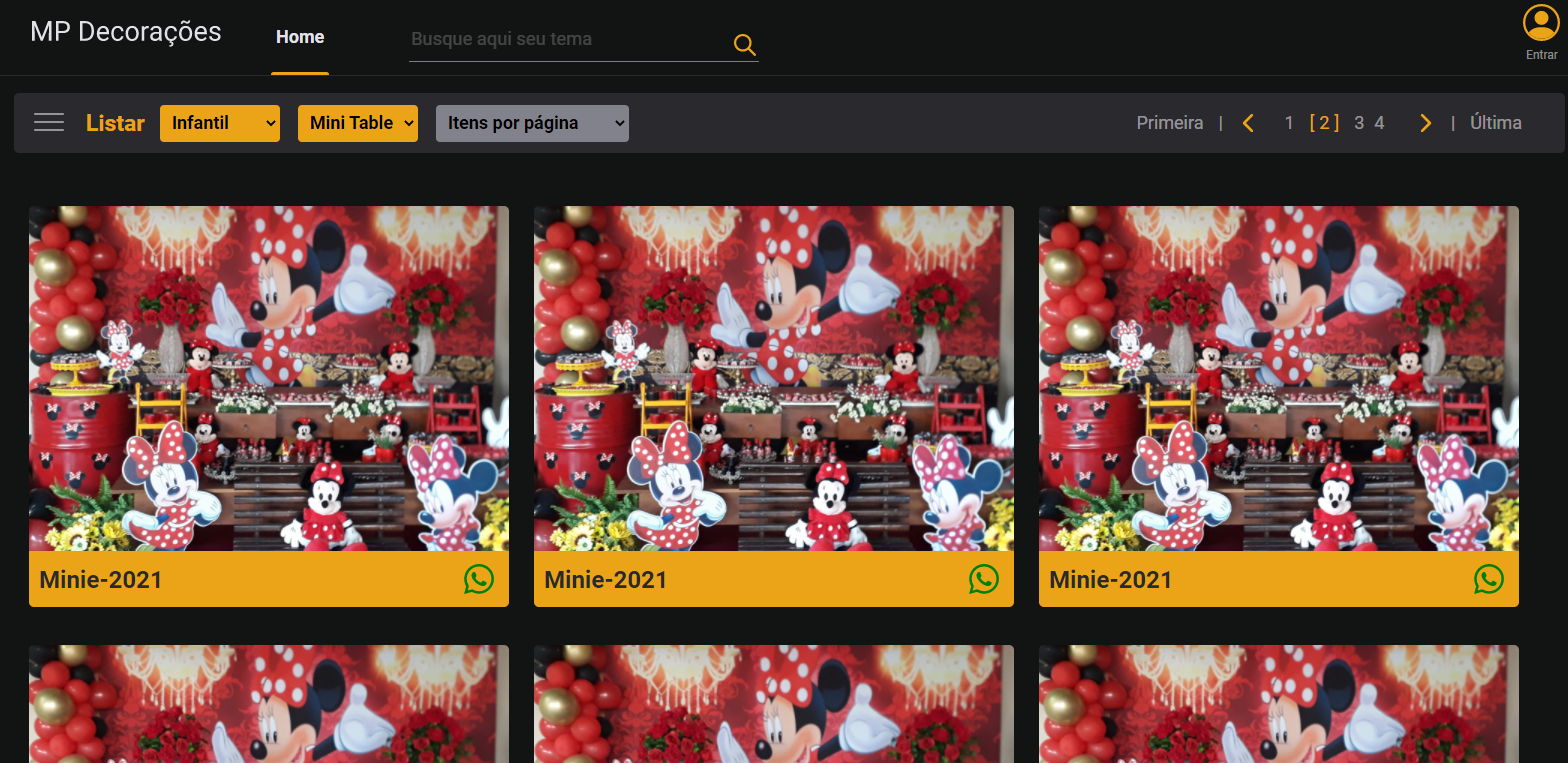 MP Decorações
Home
Busque aqui seu tema
Entrar
Listar Infantil Mini Table Itens por página Primeira | 1 [ 2 ] 3 4 | Última
Minie-2021 Minie-2021 Minie-2021